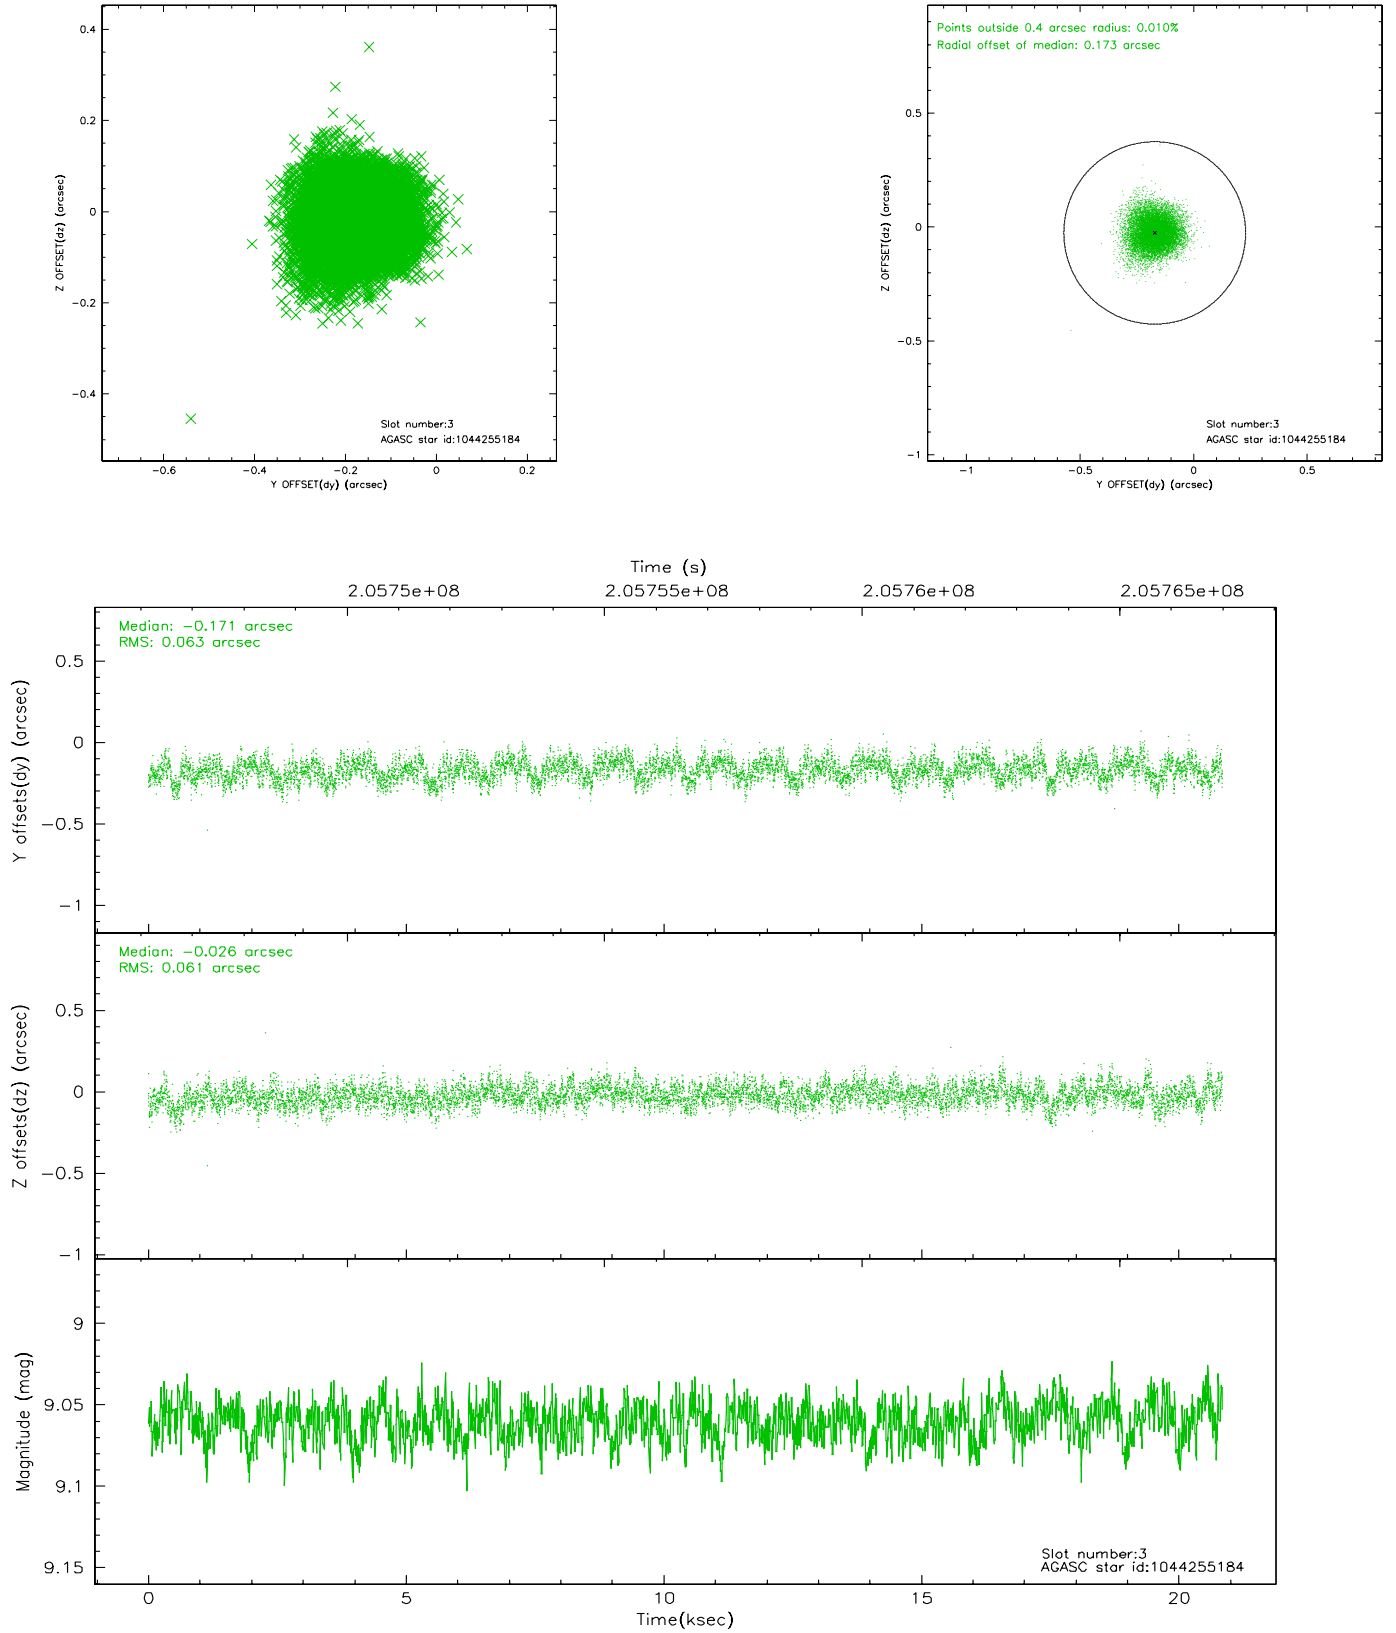 0.4
0.2
0
-0.2
-0.4
Z OFFSET(dz) (arcsec)
Slot number:3
AGASC star id:1044255184
-0.6 -0.4 -0.2 0 0.2
Y OFFSET(dy) (arcsec)
Points outside 0.4 arcsec radius: 0.010%
Radial offset of median: 0.173 arcsec
0.5
0
-0.5
-1
Z OFFSET(dz) (arcsec)
Slot number:3
AGASC star id:1044255184
-1 -0.5 0 0.5
Y OFFSET(dy) (arcsec)
Time (s)
2.0575e+08 2.05755e+08 2.0576e+08 2.05765e+08
Median: -0.171 arcsec
RMS: 0.063 arcsec
0.5
0
-0.5
-1
Y offsets(dy) (arcsec)
Median: -0.026 arcsec
RMS: 0.061 arcsec
0.5
0
-0.5
-1
Z offsets(dz) (arcsec)
9
9.05
9.1
9.15
Magnitude (mag)
Slot number:3
AGASC star id:1044255184
0 5 10 15 20
Time(ksec)